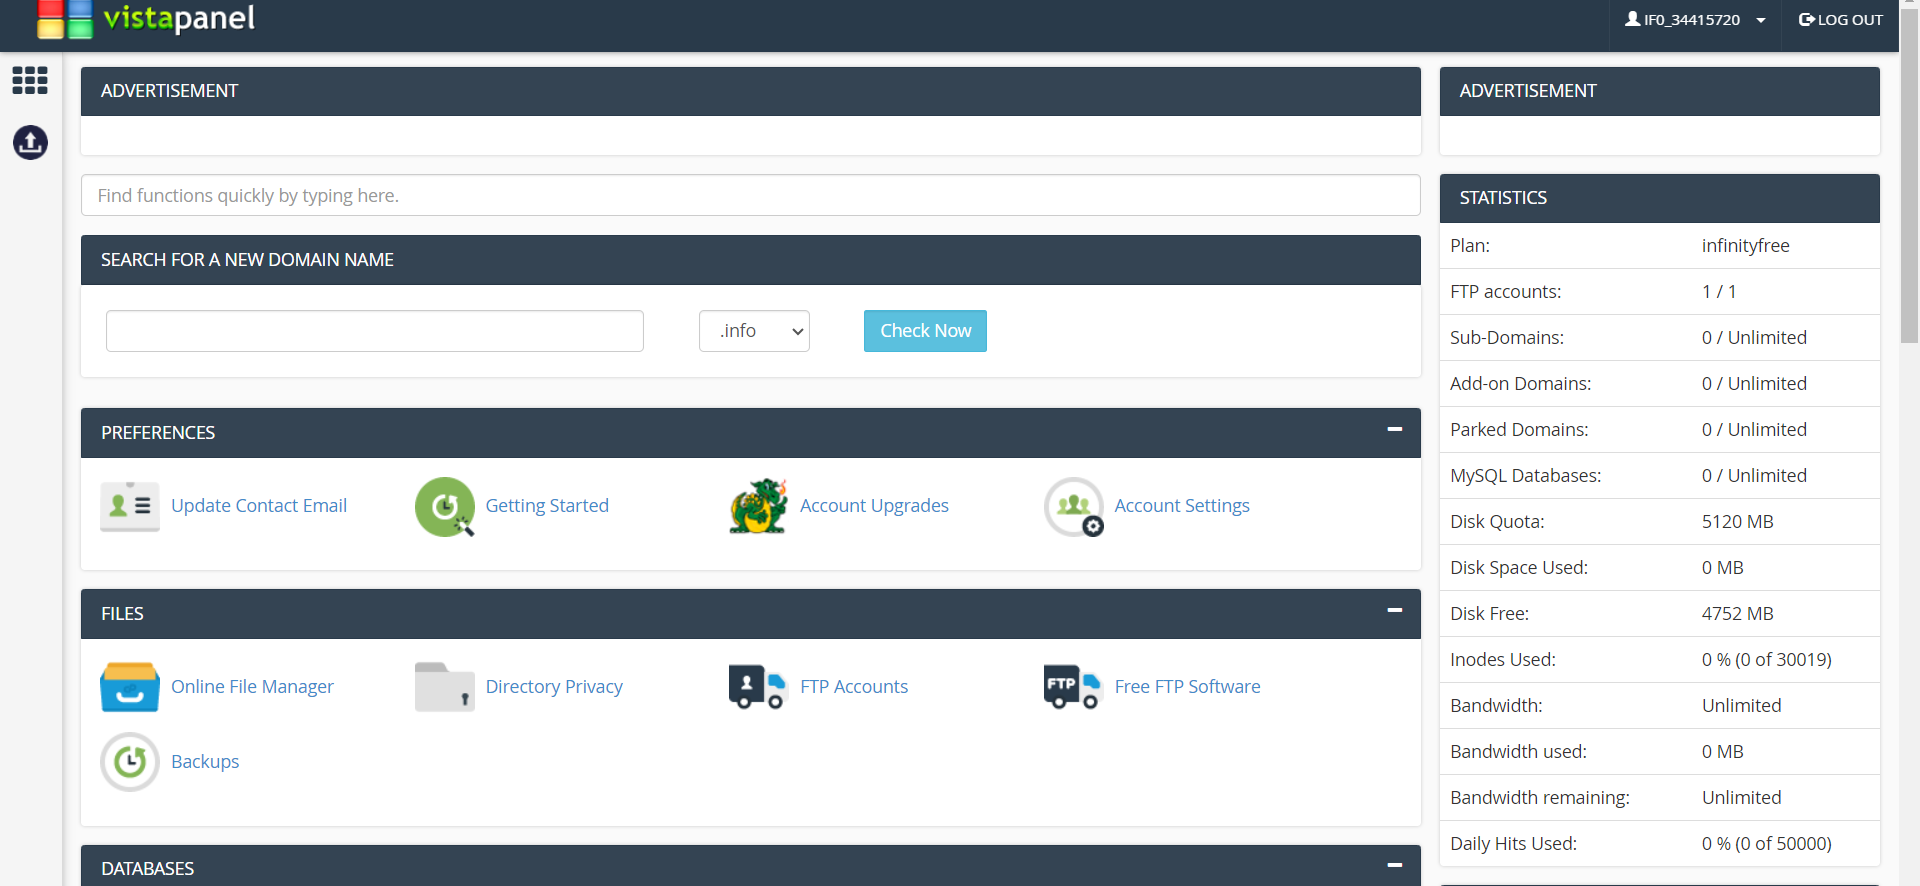 vistapanel
IF0_34415720
LOG OUT
ADVERTISEMENT
Find functions quickly by typing here.
SEARCH FOR A NEW DOMAIN NAME
.info
Check Now
PREFERENCES
Update Contact Email
Getting Started
Account Upgrades
Account Settings
FILES
Online File Manager
Directory Privacy
FTP Accounts
FTP
Free FTP Software
Backups
DATABASES
ADVERTISEMENT
STATISTICS
Plan: infinityfree
FTP accounts: 1 / 1
Sub-Domains: 0 / Unlimited
Add-on Domains: 0 / Unlimited
Parked Domains: 0 / Unlimited
MySQL Databases: 0 / Unlimited
Disk Quota: 5120 MB
Disk Space Used: 0 MB
Disk Free: 4752 MB
Inodes Used: 0 % (0 of 30019)
Bandwidth: Unlimited
Bandwidth used: 0 MB
Bandwidth remaining: Unlimited
Daily Hits Used: 0 % (0 of 50000)